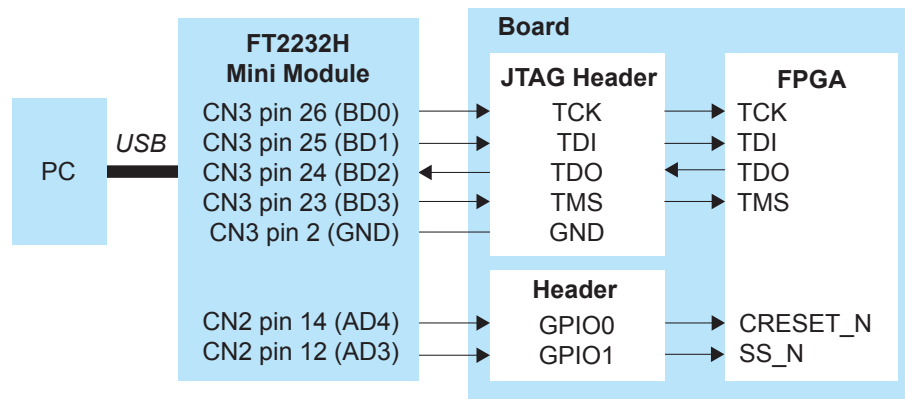 PC
USB
FT2232H
Mini Module
CN3 pin 26 (BD0)
CN3 pin 25 (BD1)
CN3 pin 24 (BD2)
CN3 pin 23 (BD3)
CN3 pin 2 (GND)
CN2 pin 14 (AD4)
CN2 pin 12 (AD3)
Board
JTAG Header
TCK
TDI
TDO
TMS
GND
Header
GPIO0
GPIO1
FPGA
TCK
TDI
TDO
TMS
CRESET_N
SS_N